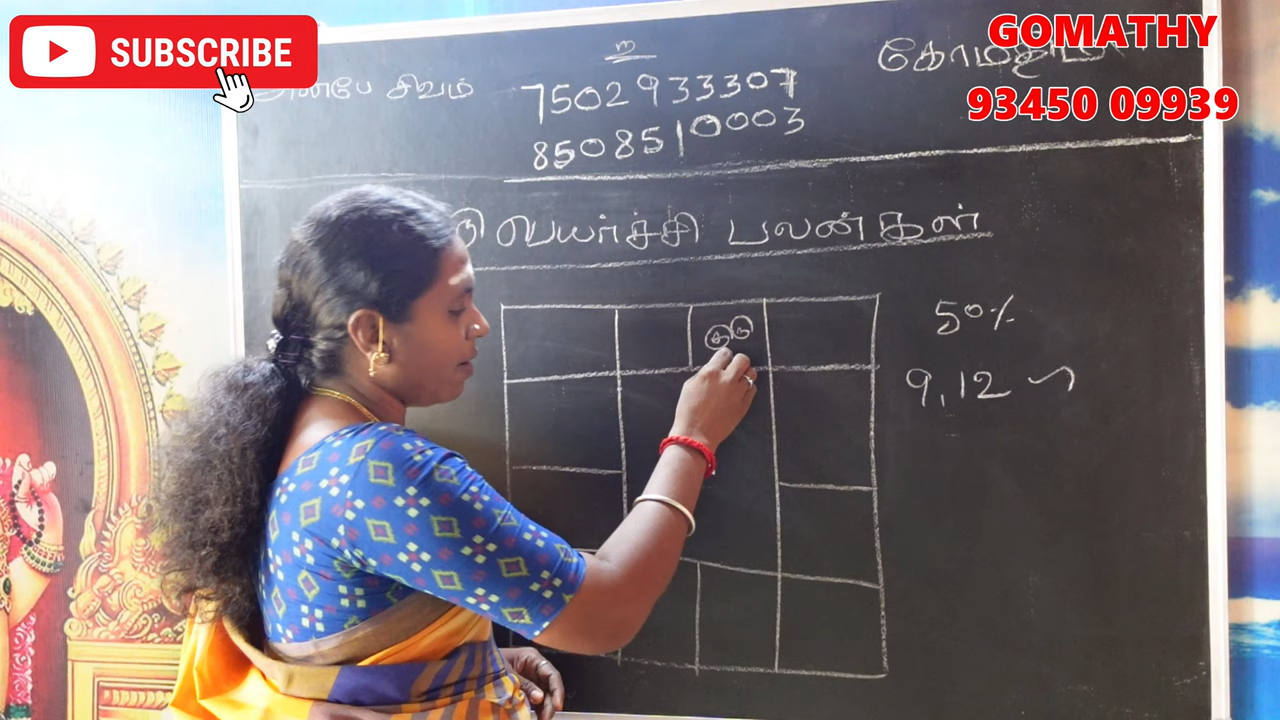 SUBSCRIBE
GOMATHY
93450 09939
உ
அன்பே சிவம்
7502933307
8508510003
பெயர்ச்சி பலன்கள்
குரு
50%
9,12